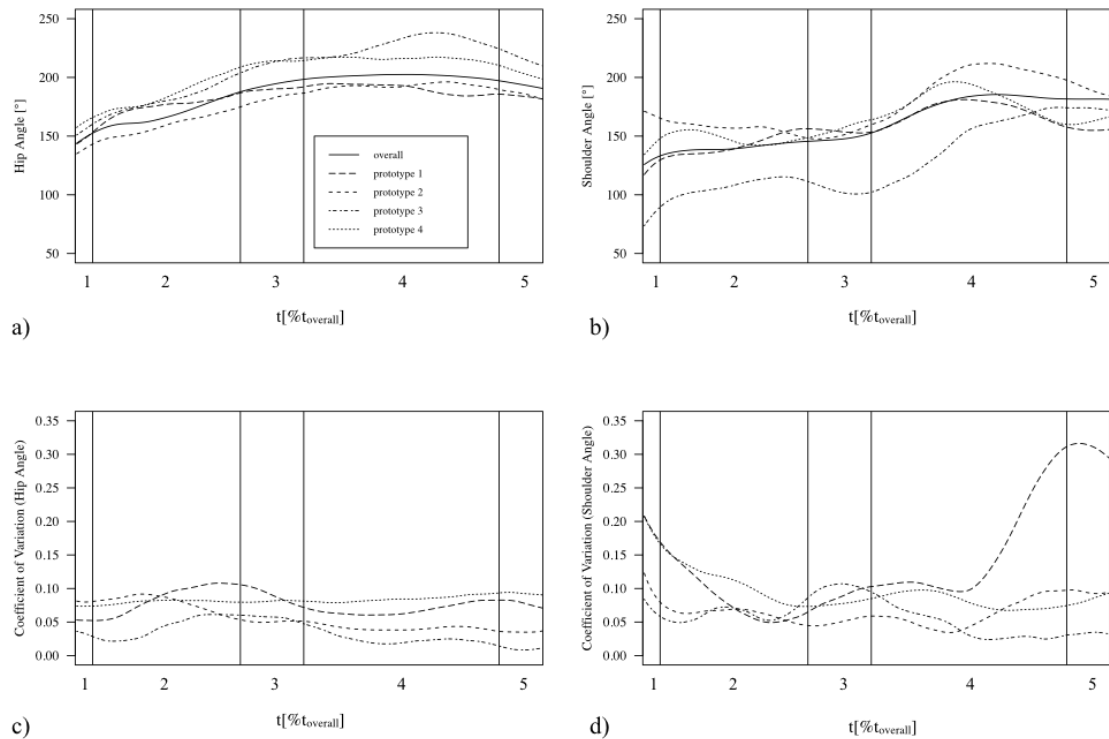 250
200
150
100
50
Hip Angle [°]
overall
prototype 1
prototype 2
prototype 3
prototype 4
1 2 3 4 5
t[%t_overall]
a)
250
200
150
100
50
Shoulder Angle [°]
1 2 3 4 5
t[%t_overall]
b)
0.35
0.30
0.25
0.20
0.15
0.10
0.05
0.00
Coefficient of Variation (Hip Angle)
1 2 3 4 5
t[%t_overall]
c)
0.35
0.30
0.25
0.20
0.15
0.10
0.05
0.00
Coefficient of Variation (Shoulder Angle)
1 2 3 4 5
t[%t_overall]
d)